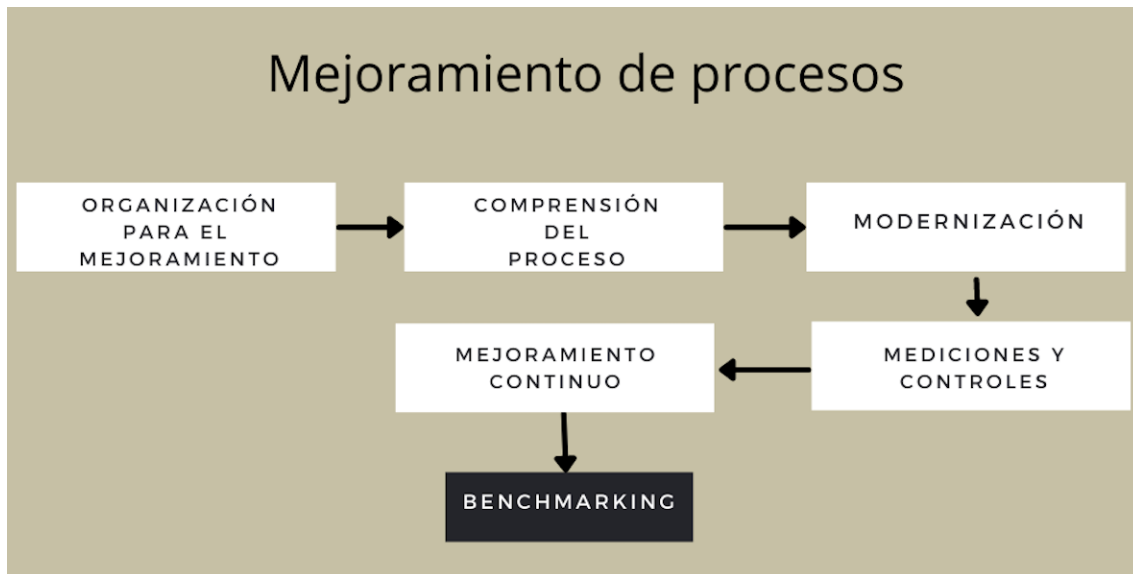 Mejoramiento de procesos
ORGANIZACIÓN
PARA EL
MEJORAMIENTO
COMPRENSIÓN
DEL
PROCESO
MODERNIZACIÓN
MEJORAMIENTO
CONTINUO
MEDICIONES Y
CONTROLES
BENCHMARKING